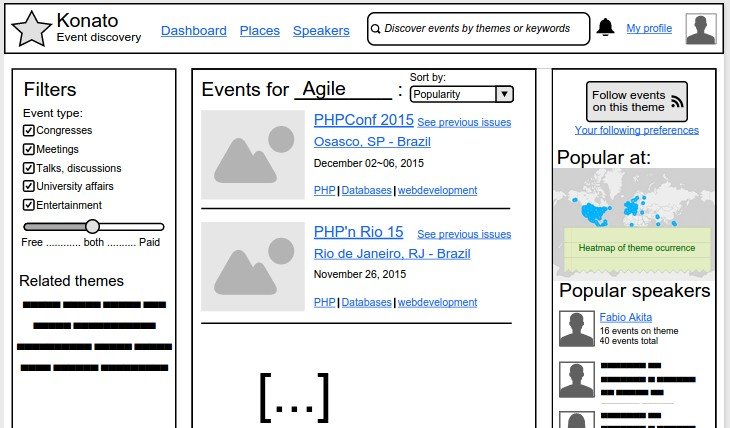 Konato
Event discovery
Dashboard Places Speakers
Discover events by themes or keywords
My profile
Filters
Event type:
Congresses
Meetings
Talks, discussions
University affairs
Entertainment
Free ............ both .......... Paid
Related themes
Events for Agile :
Sort by:
Popularity
PHPConf 2015 See previous issues
Osasco, SP - Brazil
December 02~06, 2015
PHP | Databases | webdevelopment
PHP'n Rio 15 See previous issues
Rio de Janeiro, RJ - Brazil
November 26, 2015
PHP | Databases | webdevelopment
[...]
Follow events
on this theme
Your following preferences
Popular at:
Heatmap of theme ocurrence
Popular speakers
Fabio Akita
16 events on theme
40 events total